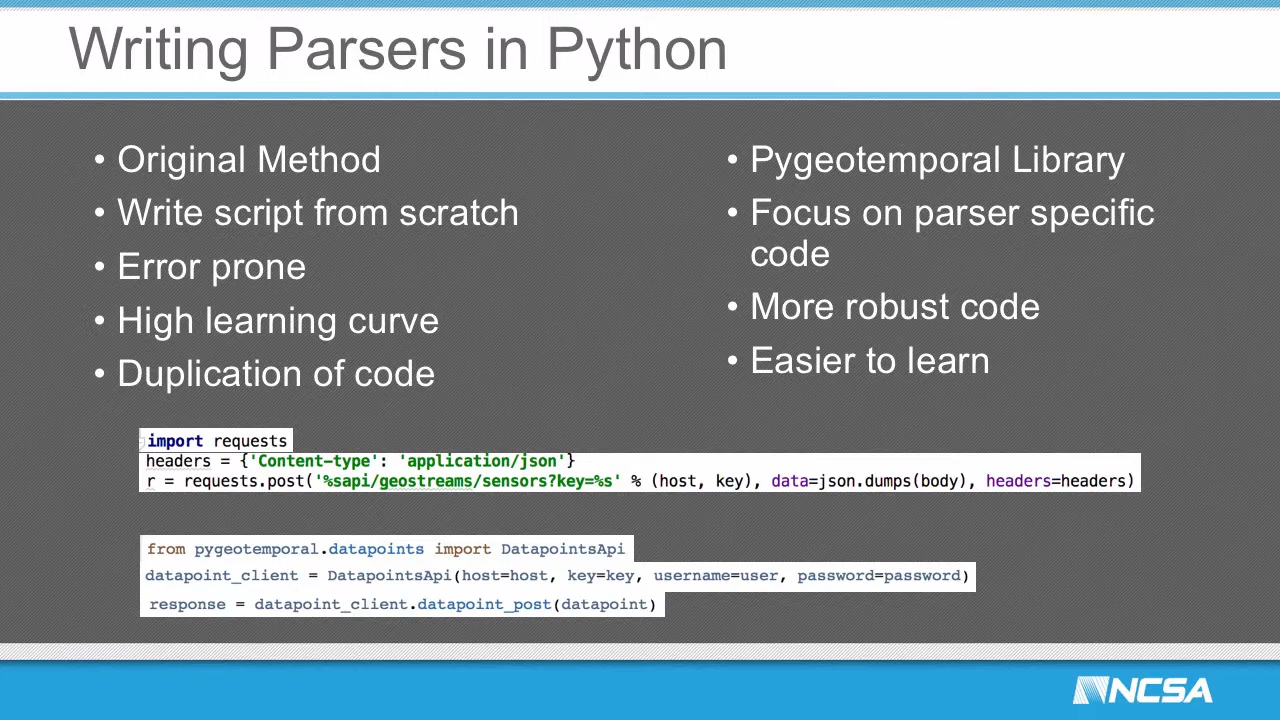 Writing Parsers in Python
• Original Method
• Write script from scratch
• Error prone
• High learning curve
• Duplication of code
• Pygeotemporal Library
• Focus on parser specific
code
• More robust code
• Easier to learn
import requests
headers = {'Content-type': 'application/json'}
r = requests.post('%sapi/geostreams/sensors?key=%s' % (host, key), data=json.dumps(body), headers=headers)
from pygeotemporal.datapoints import DatapointsApi
datapoint_client = DatapointsApi(host=host, key=key, username=user, password=password)
response = datapoint_client.datapoint_post(datapoint)
NCSA